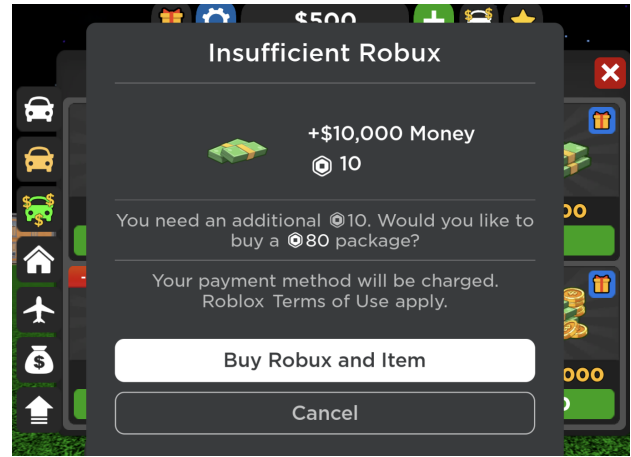 $500
Insufficient Robux
+$10,000 Money
10
You need an additional 10. Would you like to
buy a 80 package?
Your payment method will be charged.
Roblox Terms of Use apply.
Buy Robux and Item
Cancel